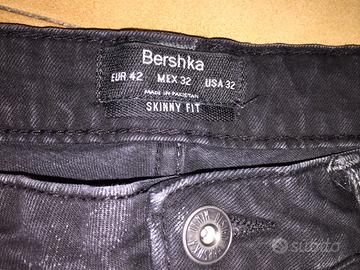 Bershka
EUR 42 MEX 32 USA 32
MADE IN PAKISTAN
SKINNY FIT
subito